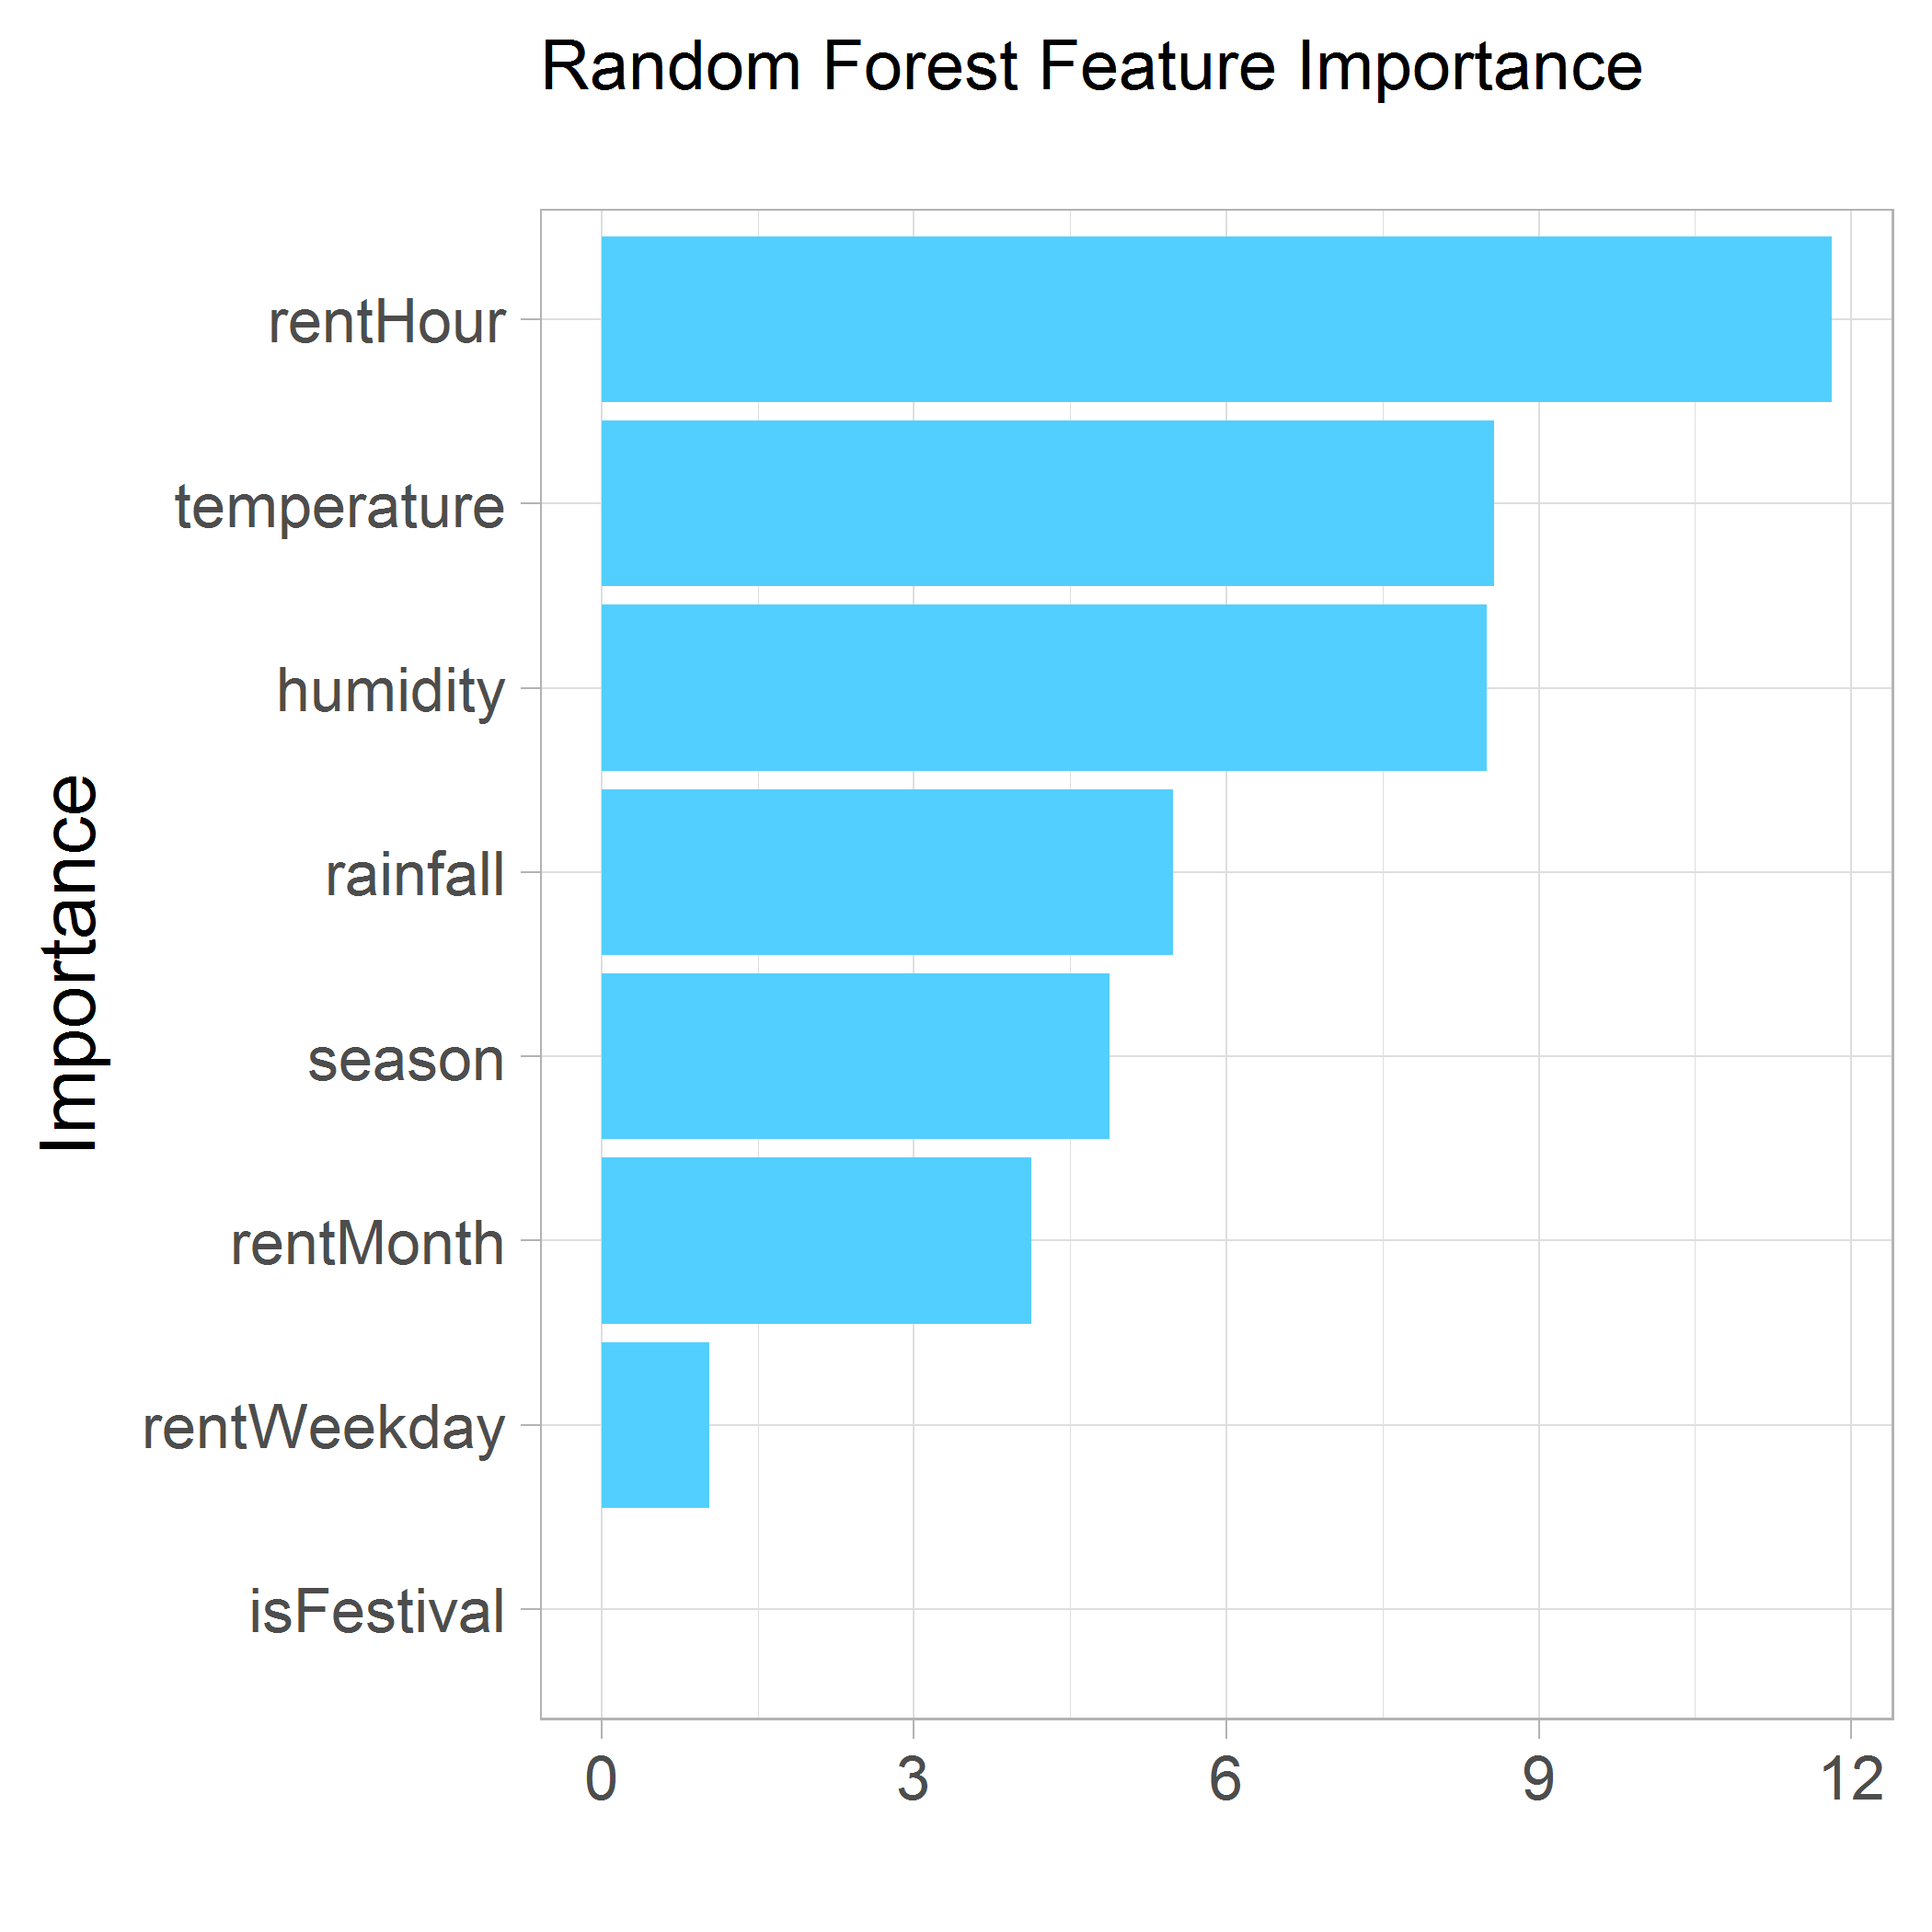 Random Forest Feature Importance
Importance
rentHour
temperature
humidity
rainfall
season
rentMonth
rentWeekday
isFestival
0 3 6 9 12